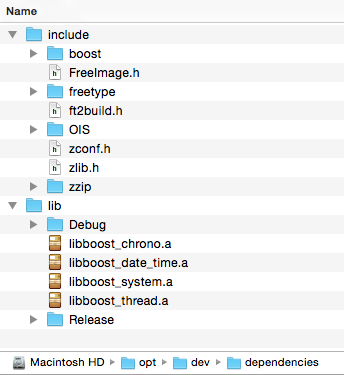 Name
include
boost
FreeImage.h
freetype
ft2build.h
OIS
zconf.h
zlib.h
zzip
lib
Debug
libboost_chrono.a
libboost_date_time.a
libboost_system.a
libboost_thread.a
Release
Macintosh HD opt dev dependencies